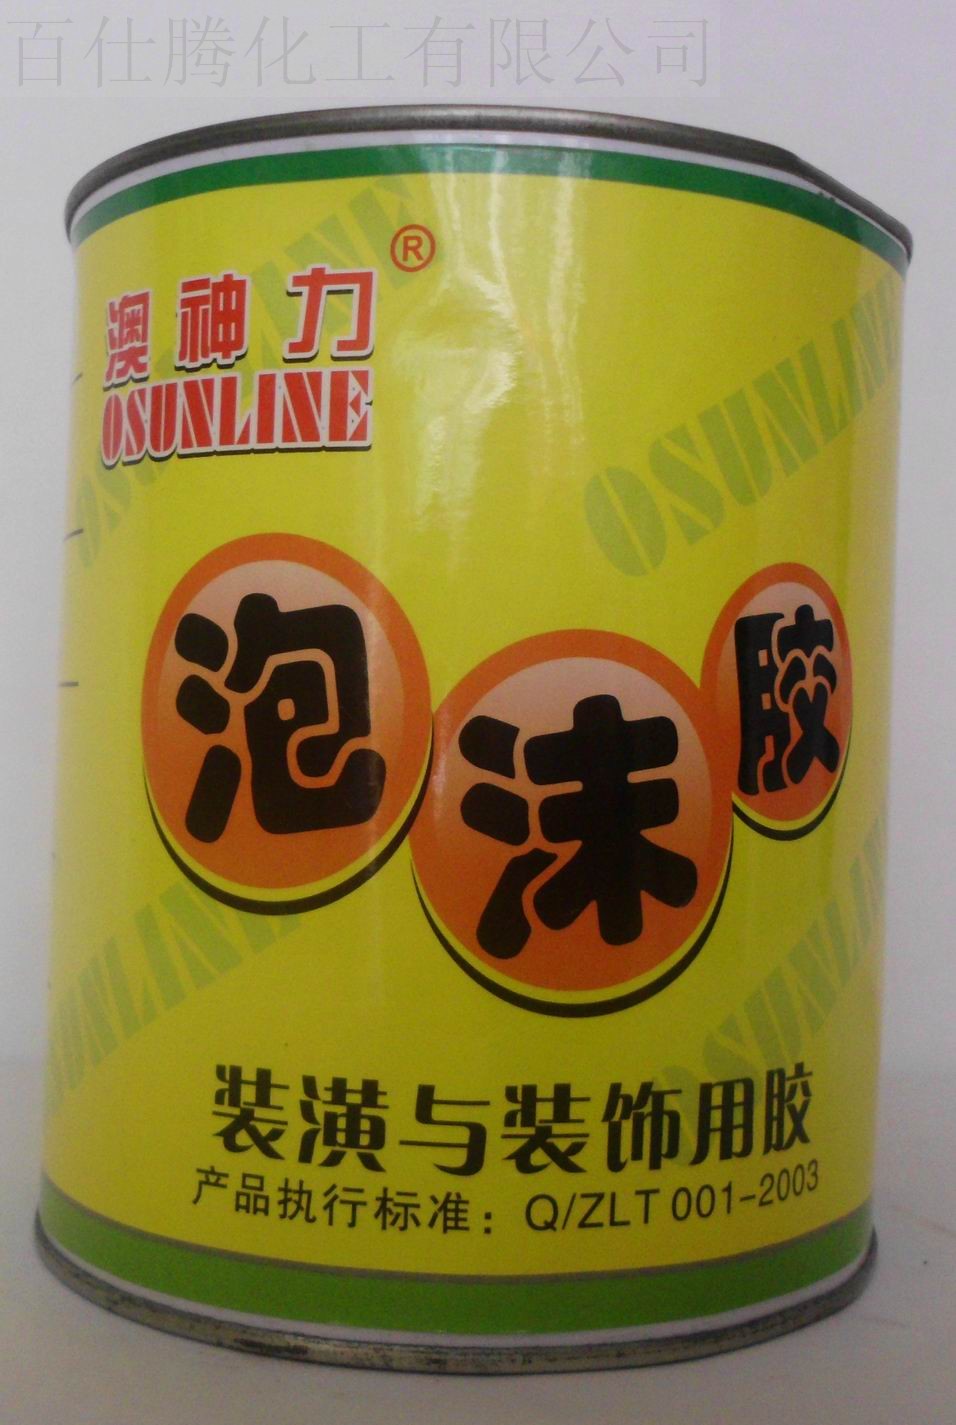 百仕腾化工有限公司
澳神力®
OSUNLINE
OSUNLINE
泡沫胶
装潢与装饰用胶
产品执行标准：Q/ZLT 001-2003